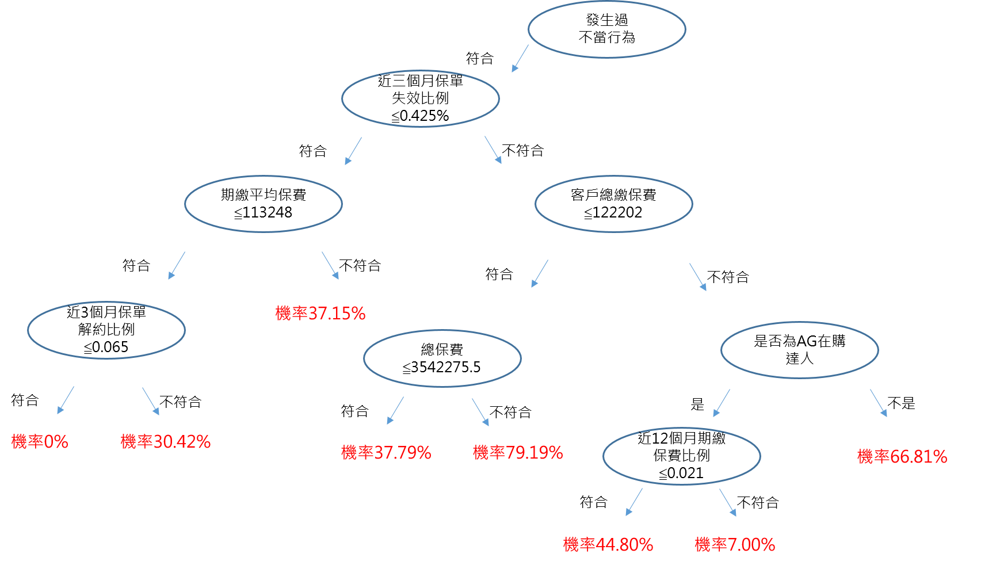 發生過
不當行為
符合
近三個月保單
失效比例
≦0.425%
符合
不符合
期繳平均保費
≦113248
客戶總繳保費
≦122202
符合
不符合
符合
不符合
近3個月保單
解約比例
≦0.065
機率37.15%
總保費
≦3542275.5
是否為AG在購
達人
符合
不符合
符合
不符合
是
不是
機率0%
機率30.42%
機率37.79%
機率79.19%
近12個月期繳
保費比例
≦0.021
機率66.81%
符合
不符合
機率44.80%
機率7.00%